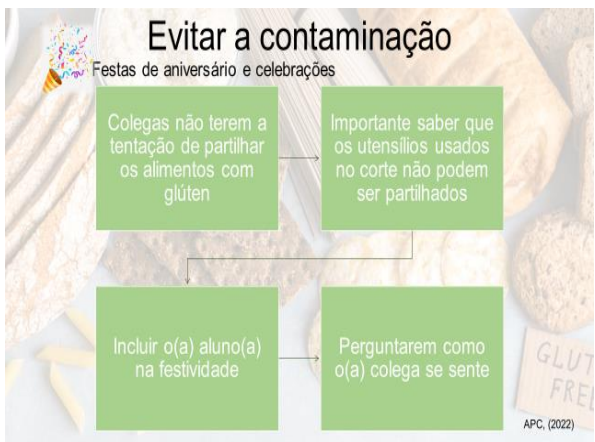 Evitar a contaminação
Festas de aniversário e celebrações
Colegas não terem a
tentação de partilhar
os alimentos com
glúten
Importante saber que
os utensílios usados
no corte não podem
ser partilhados
Incluir o(a) aluno(a)
na festividade
Perguntarem como
o(a) colega se sente
GLUT
FREE
APC, (2022)